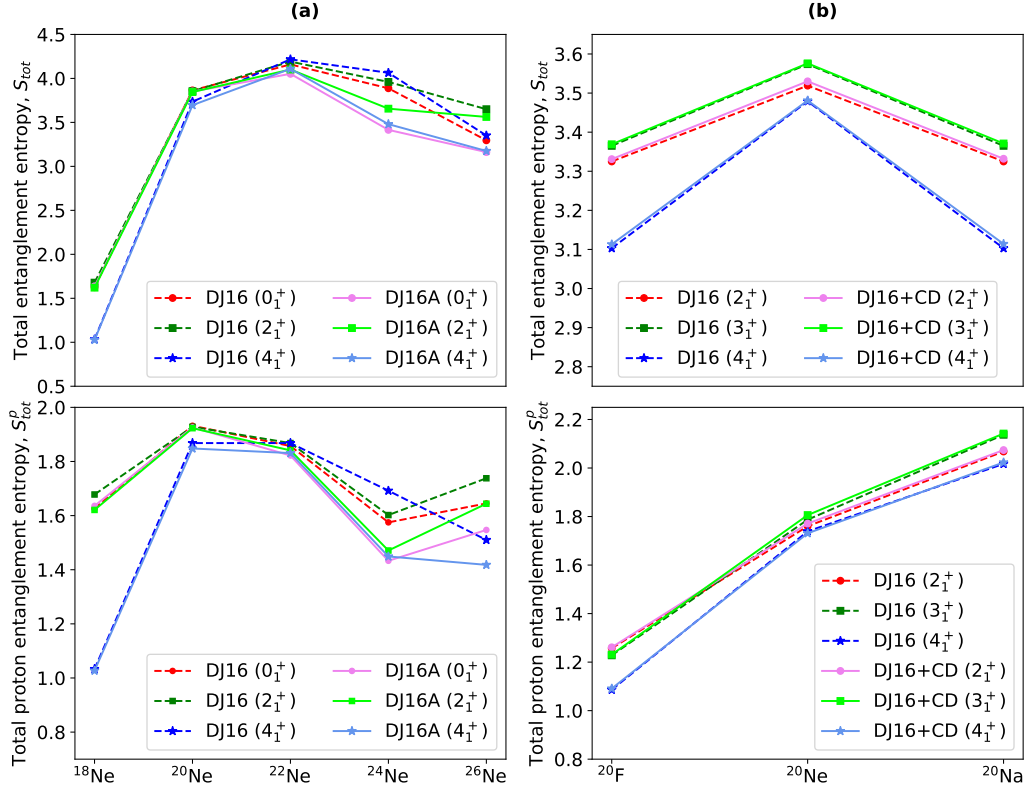 (a)
Total entanglement entropy, S_tot
4.5
4.0
3.5
3.0
2.5
2.0
1.5
1.0
0.5
DJ16 (0₁⁺)
DJ16 (2₁⁺)
DJ16 (4₁⁺)
DJ16A (0₁⁺)
DJ16A (2₁⁺)
DJ16A (4₁⁺)
(b)
Total entanglement entropy, S_tot
3.6
3.5
3.4
3.3
3.2
3.1
3.0
2.9
2.8
DJ16 (2₁⁺)
DJ16 (3₁⁺)
DJ16 (4₁⁺)
DJ16+CD (2₁⁺)
DJ16+CD (3₁⁺)
DJ16+CD (4₁⁺)
Total proton entanglement entropy, S^p_tot
2.0
1.8
1.6
1.4
1.2
1.0
0.8
DJ16 (0₁⁺)
DJ16 (2₁⁺)
DJ16 (4₁⁺)
DJ16A (0₁⁺)
DJ16A (2₁⁺)
DJ16A (4₁⁺)
¹⁸Ne
²⁰Ne
²²Ne
²⁴Ne
²⁶Ne
Total proton entanglement entropy, S^p_tot
2.2
2.0
1.8
1.6
1.4
1.2
1.0
0.8
DJ16 (2₁⁺)
DJ16 (3₁⁺)
DJ16 (4₁⁺)
DJ16+CD (2₁⁺)
DJ16+CD (3₁⁺)
DJ16+CD (4₁⁺)
²⁰F
²⁰Ne
²⁰Na